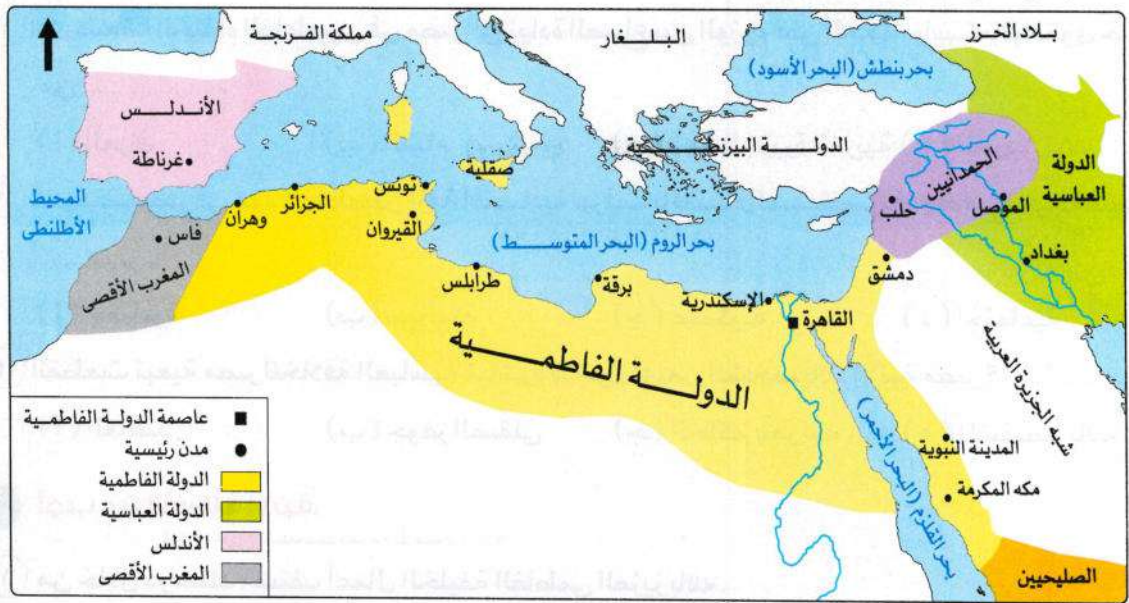 مملكة الفرنجة
البلغار
بلاد الخزر
بحر بنطش (البحر الأسود)
الأندلس
غرناطة
صقلية
الدولة البيزنطية
الحمدانيين
الدولة
العباسية
الموصل
حلب
بغداد
دمشق
المحيط
الأطلنطى
تونس
الجزائر
وهران
القيروان
فاس
المغرب الأقصى
بحر الروم (البحر المتوسط)
طرابلس
برقة
الإسكندرية
القاهرة
الدولة الفاطمية
شبه الجزيرة العربية
المدينة النبوية
مكه المكرمة
بحر القلزم (البحر الأحمر)
الصليحيين
عاصمة الدولة الفاطمية
مدن رئيسية
الدولة الفاطمية
الدولة العباسية
الأندلس
المغرب الأقصى